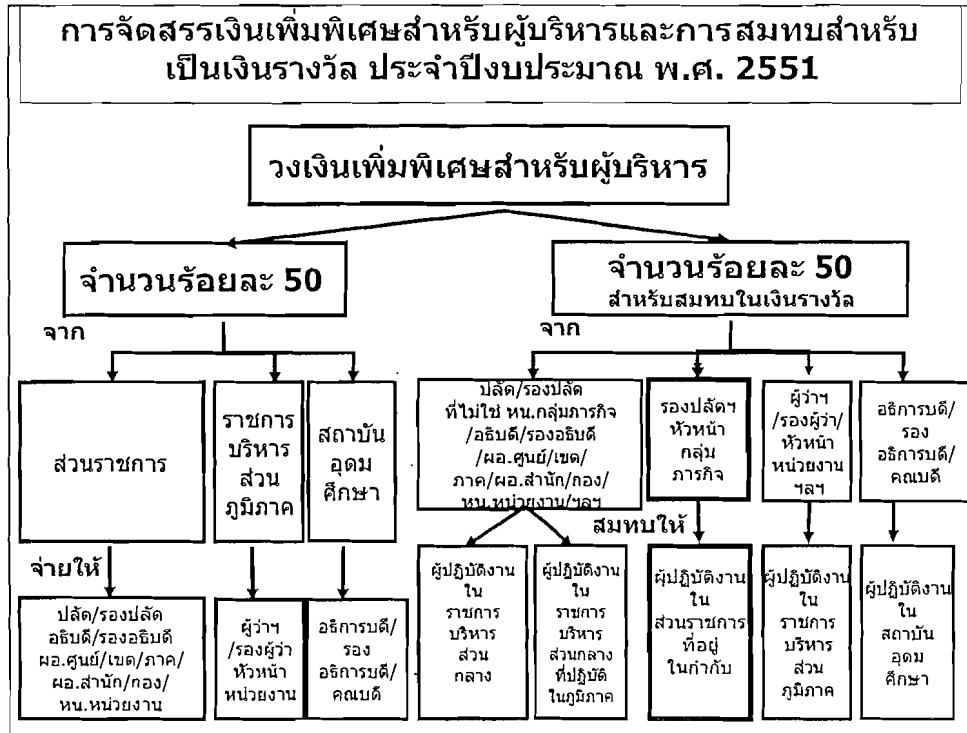 การจัดสรรเงินเพิ่มพิเศษสำหรับผู้บริหารและการสมทบสำหรับ
เป็นเงินรางวัล ประจำปีงบประมาณ พ.ศ. 2551
วงเงินเพิ่มพิเศษสำหรับผู้บริหาร
จำนวนร้อยละ 50
จำนวนร้อยละ 50
สำหรับสมทบในเงินรางวัล
จาก
จาก
ส่วนราชการ
ราชการ
บริหาร
ส่วน
ภูมิภาค
สถาบัน
อุดม
ศึกษา
ปลัด/รองปลัด
ที่ไม่ใช่ หน.กลุ่มภารกิจ
/อธิบดี/รองอธิบดี
/ผอ.ศูนย์/เขต/
ภาค/ผอ.สำนัก/กอง/
หน.หน่วยงาน/ฯลฯ
รองปลัดฯ
หัวหน้า
กลุ่ม
ภารกิจ
ผู้ว่าฯ
/รองผู้ว่า/
หัวหน้า
หน่วยงาน
ฯลฯ
อธิการบดี/
รอง
อธิการบดี/
คณบดี
จ่ายให้
สมทบให้
ปลัด/รองปลัด
อธิบดี/รองอธิบดี
ผอ.ศูนย์/เขต/ภาค/
ผอ.สำนัก/กอง/
หน.หน่วยงาน
ผู้ว่าฯ
/รองผู้ว่า
หัวหน้า
หน่วยงาน
อธิการบดี/
รอง
อธิการบดี/
คณบดี
ผู้ปฏิบัติงาน
ใน
ราชการ
บริหาร
ส่วน
กลาง
ผู้ปฏิบัติงาน
ใน
ราชการ
บริหาร
ส่วนกลาง
ที่ปฏิบัติ
ในภูมิภาค
ผู้ปฏิบัติงาน
ใน
ส่วนราชการ
ที่อยู่
ในกำกับ
ผู้ปฏิบัติงาน
ใน
ราชการ
บริหาร
ส่วน
ภูมิภาค
ผู้ปฏิบัติงาน
ใน
สถาบัน
อุดม
ศึกษา